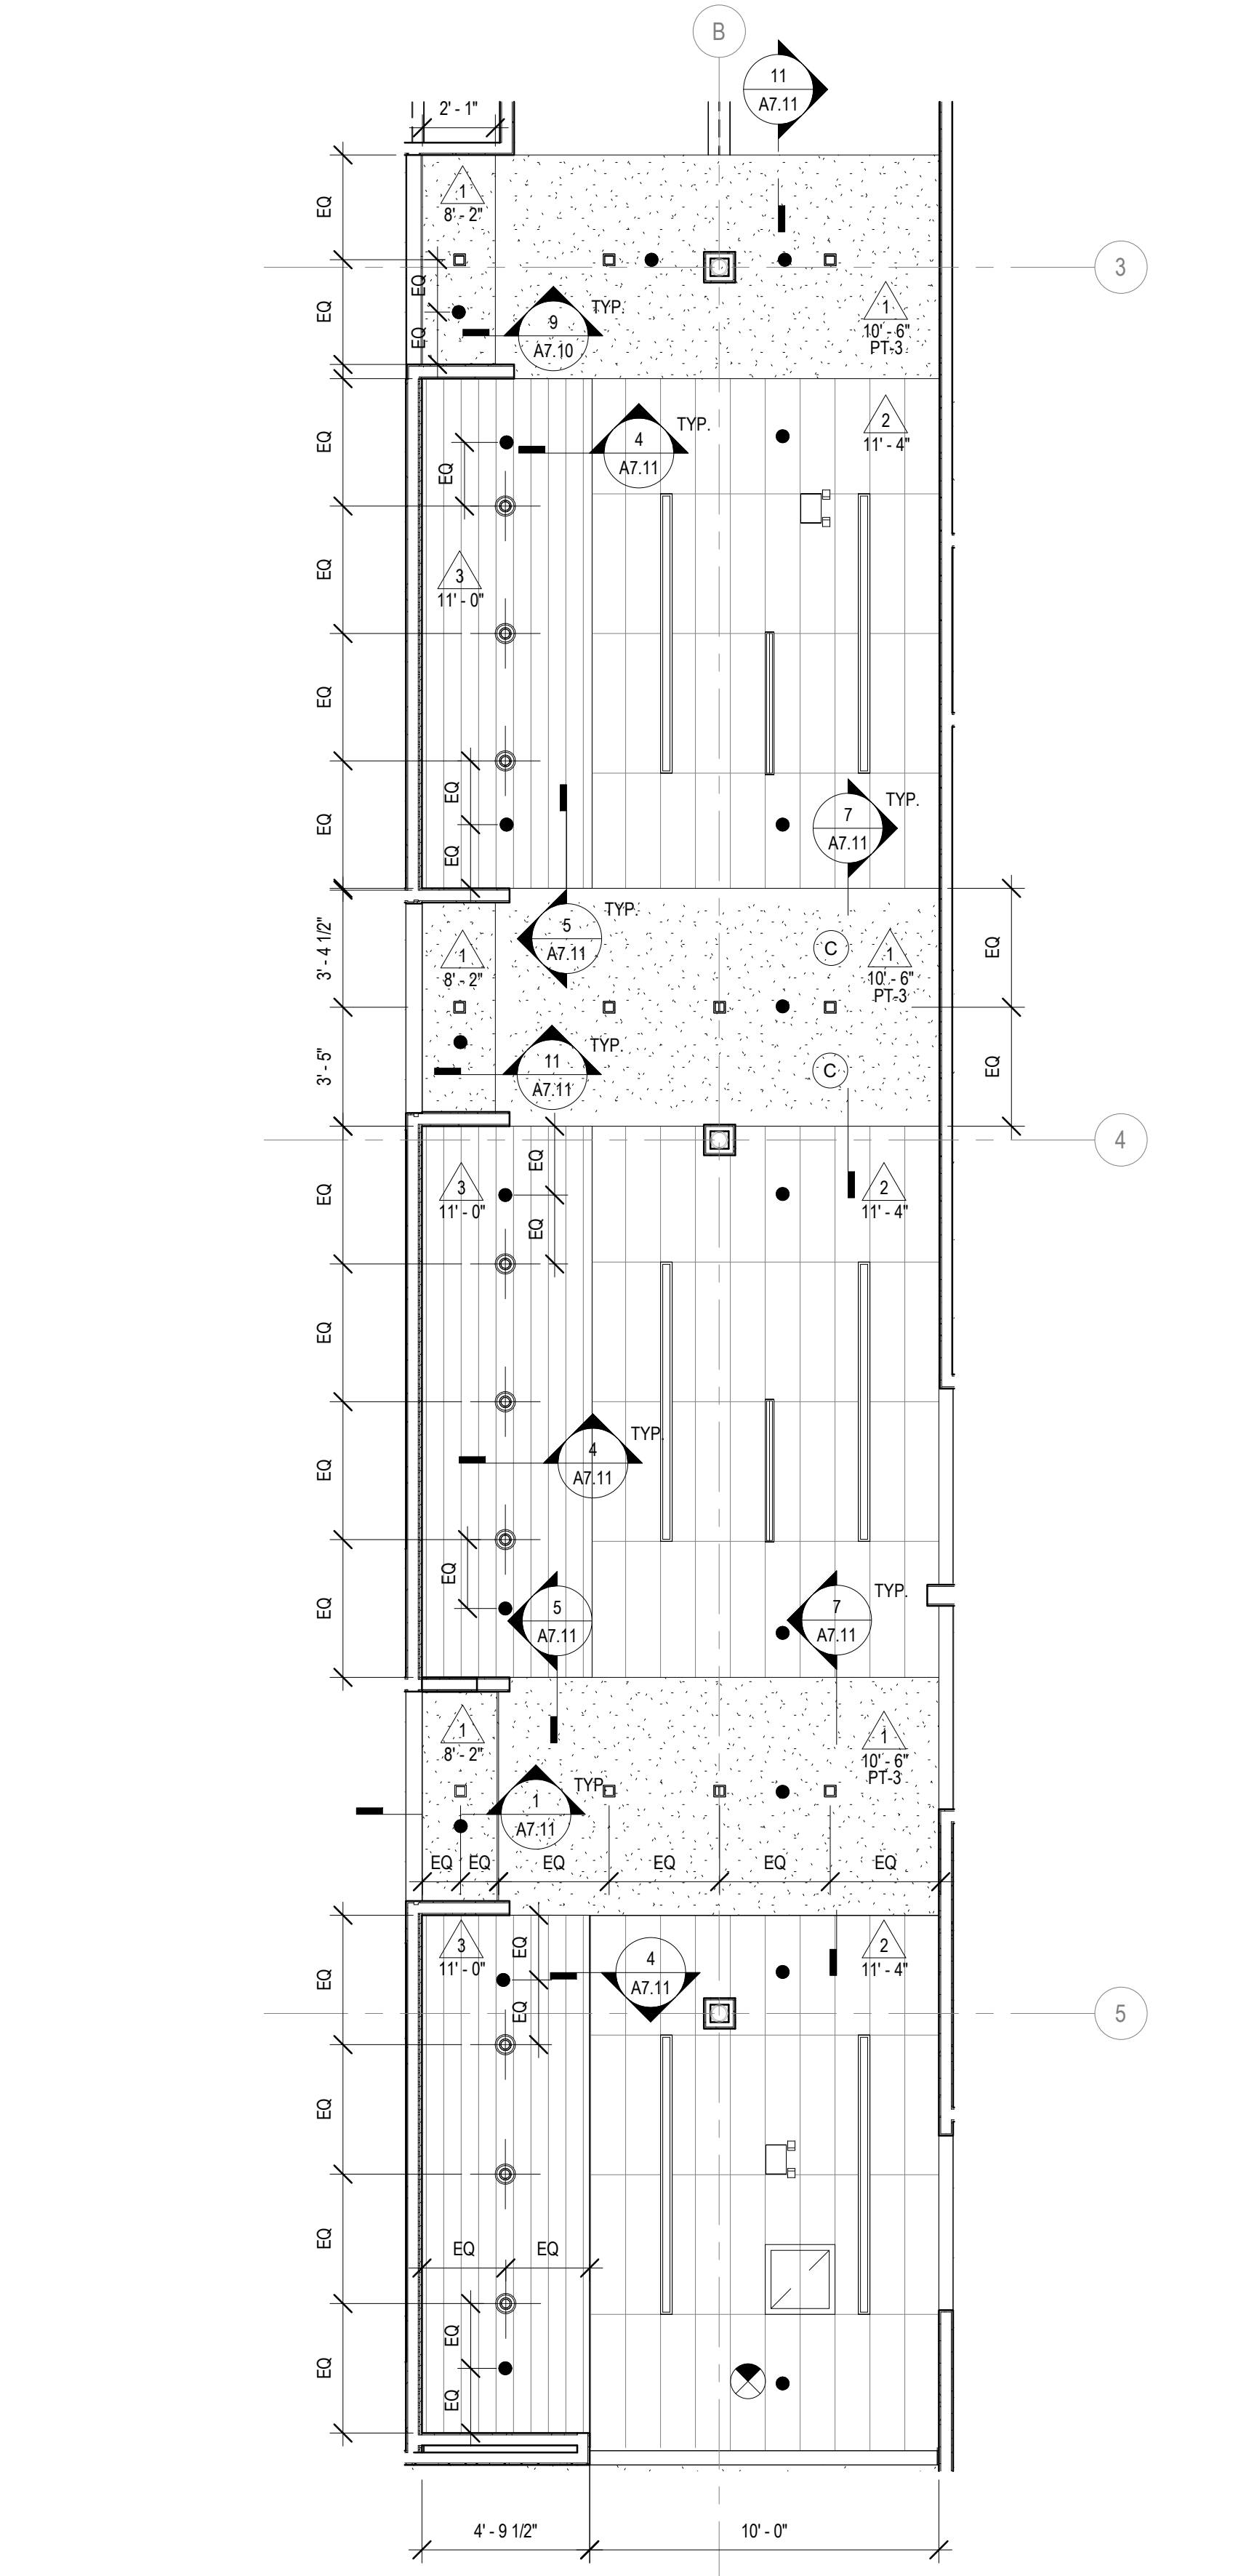 B
11
A7.11
2' - 1"
1
8' - 2"
EQ
3
EQ
EQ
EQ
9
A7.10
TYP.
1
10' - 6"
PT-3
EQ
EQ
4
A7.11
TYP.
2
11' - 4"
EQ
3
11' - 0"
EQ
EQ
EQ
EQ
7
A7.11
TYP.
3' - 4 1/2"
1
8' - 2"
5
A7.11
TYP.
C
1
10' - 6"
PT-3
EQ
3' - 5"
11
A7.11
TYP.
C
EQ
4
EQ
3
11' - 0"
EQ
EQ
2
11' - 4"
EQ
EQ
4
A7.11
TYP.
EQ
EQ
5
A7.11
7
A7.11
TYP.
1
8' - 2"
1
10' - 6"
PT-3
1
A7.11
TYP.
EQ
EQ
EQ
EQ
EQ
EQ
EQ
3
11' - 0"
EQ
EQ
4
A7.11
2
11' - 4"
5
EQ
EQ
EQ
EQ
EQ
EQ
EQ
4' - 9 1/2"
10' - 0"